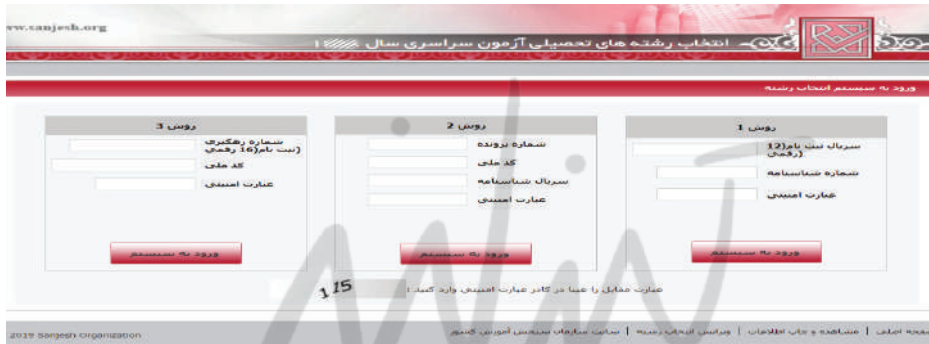 www.sanjesh.org
انتخاب رشته های تحصیلی آزمون سراسری سال
ورود به سیستم انتخاب رشته
روش 1
سریال ثبت نام(12 رقمی)
شماره شناسنامه
عبارت امنیتی
ورود به سیستم
روش 2
شماره پرونده
کد ملی
سریال شناسنامه
عبارت امنیتی
ورود به سیستم
روش 3
شماره رهگیری
(ثبت نام(16 رقمی
کد ملی
عبارت امنیتی
ورود به سیستم
عبارت مقابل را عینا در کادر عبارت امنیتی وارد کنید :
صفحه اصلی | مشاهده و چاپ اطلاعات | ویرایش انتخاب رشته | سایت سازمان سنجش آموزش کشور
2019 Sanjesh Organization